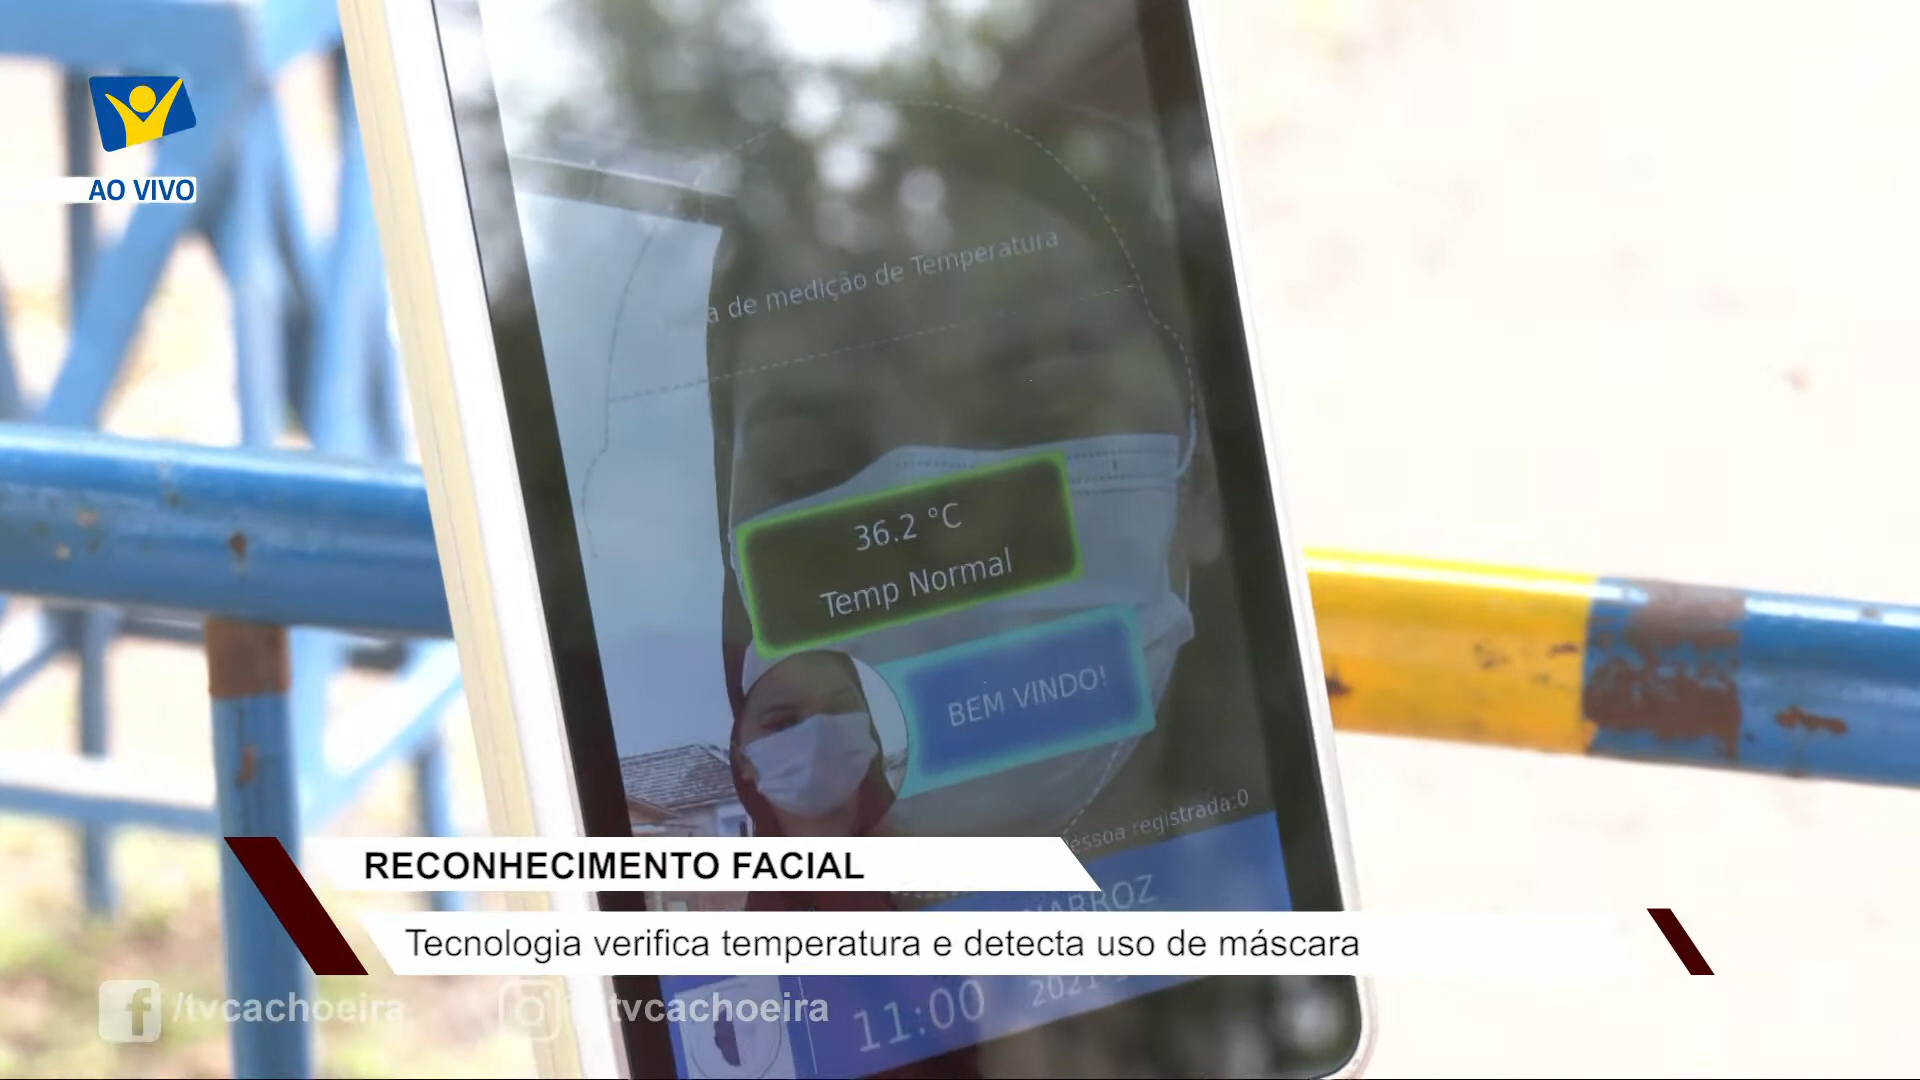 AO VIVO
de medição de Temperatura
36.2 °C
Temp Normal
BEM VINDO!
registrada:0
RECONHECIMENTO FACIAL
Tecnologia verifica temperatura e detecta uso de máscara
/tvcachoeira
tvcachoeira
11:00
2021